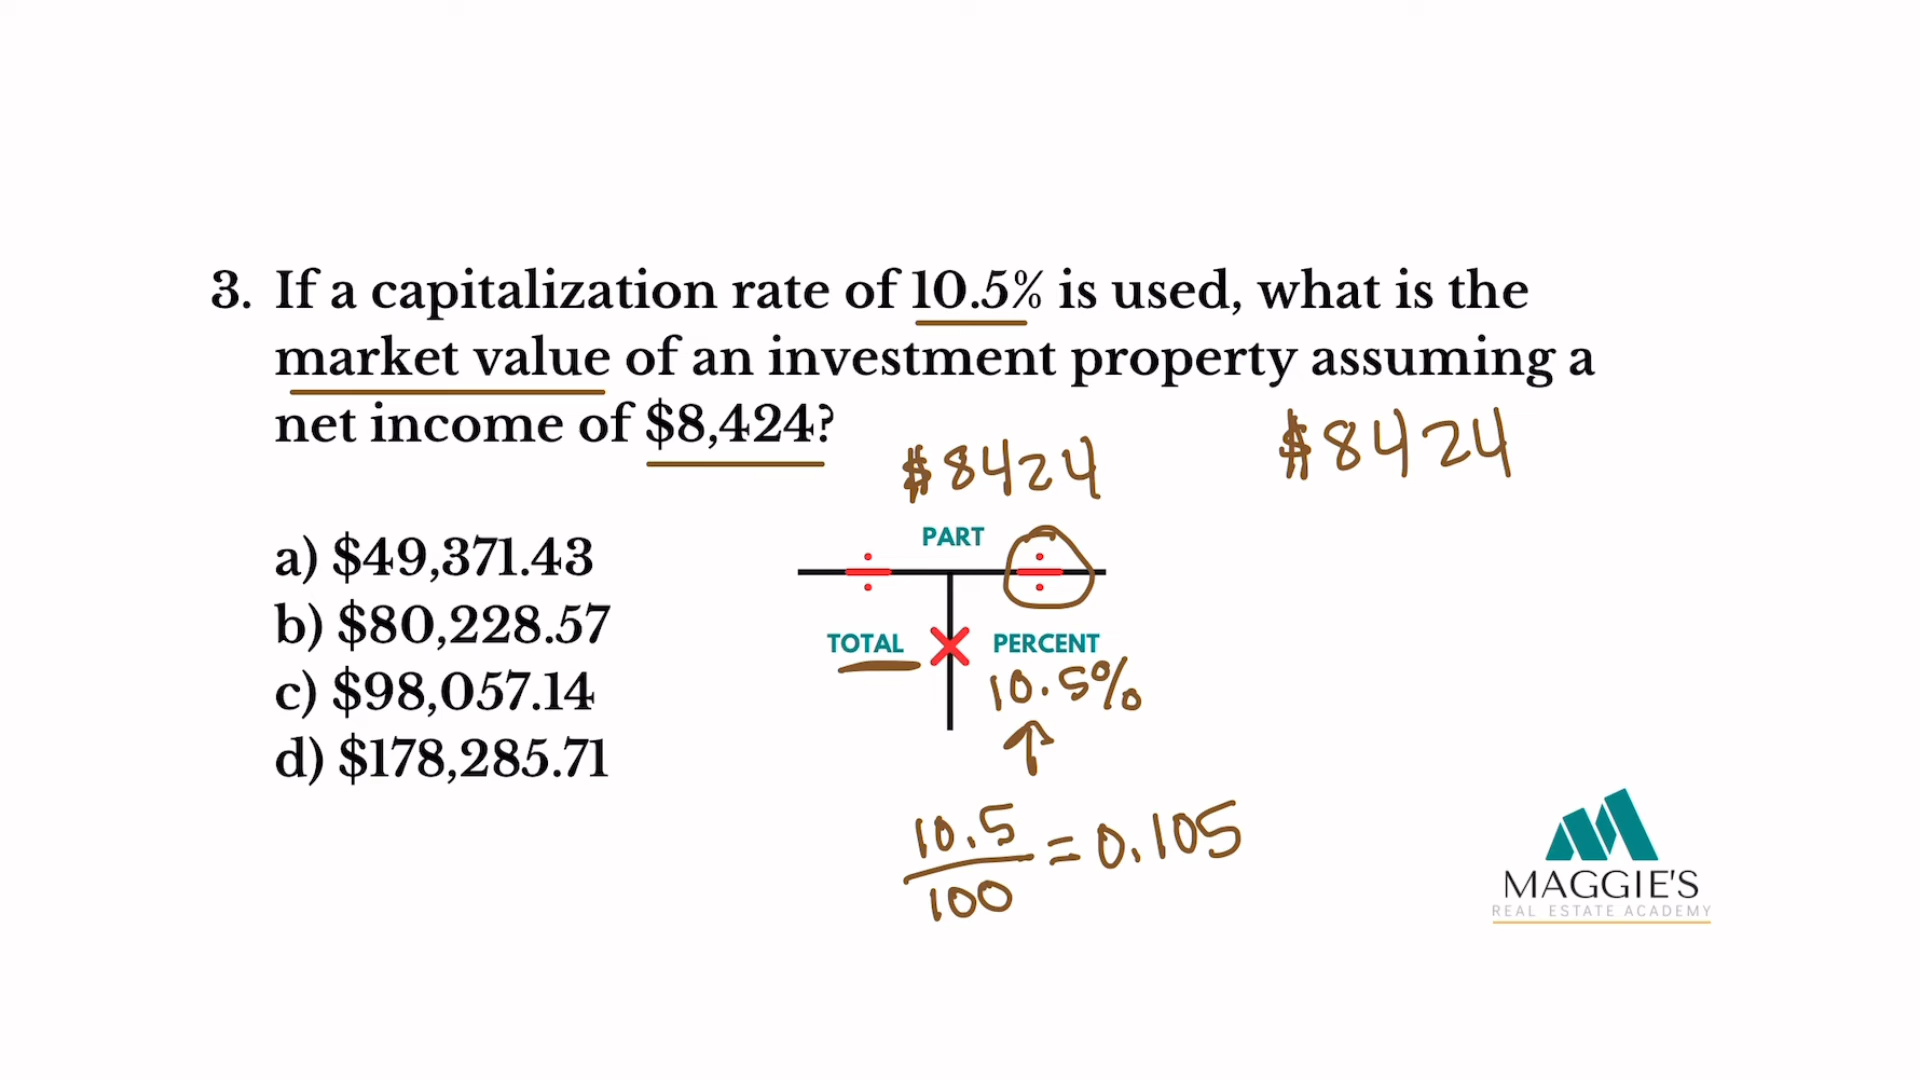 3. If a capitalization rate of 10.5% is used, what is the
market value of an investment property assuming a
net income of $8,424?
$8424
$8424
a) $49,371.43
b) $80,228.57
c) $98,057.14
d) $178,285.71
PART
÷ ÷
TOTAL × PERCENT
10.5%
10.5
100
= 0.105
MAGGIE'S
REAL ESTATE ACADEMY